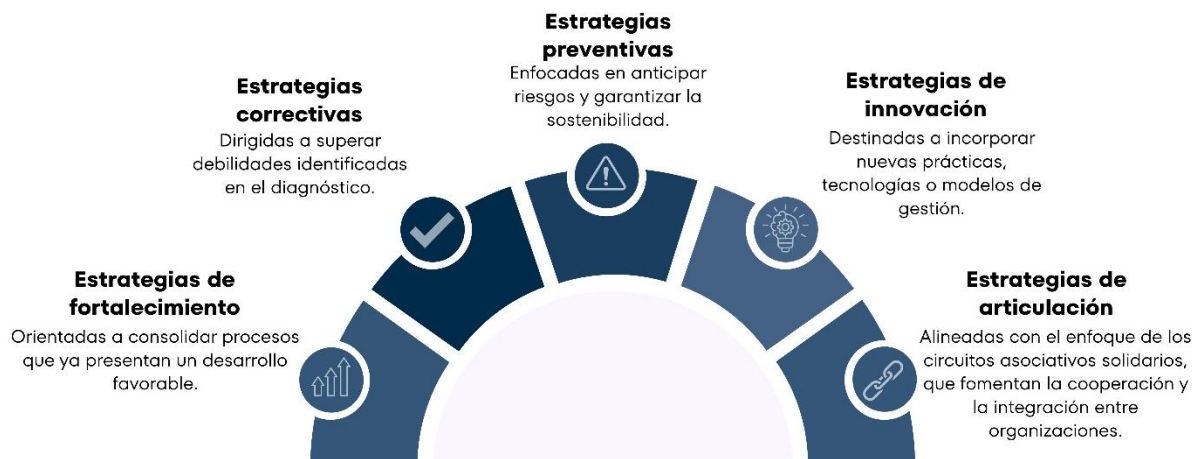 Estrategias de
fortalecimiento
Orientadas a consolidar procesos
que ya presentan un desarrollo
favorable.
Estrategias
correctivas
Dirigidas a superar
debilidades identificadas
en el diagnóstico.
Estrategias
preventivas
Enfocadas en anticipar
riesgos y garantizar la
sostenibilidad.
Estrategias de
innovación
Destinadas a incorporar
nuevas prácticas,
tecnologías o modelos de
gestión.
Estrategias de
articulación
Alineadas con el enfoque de los
circuitos asociativos solidarios,
que fomentan la cooperación y
la integración entre
organizaciones.